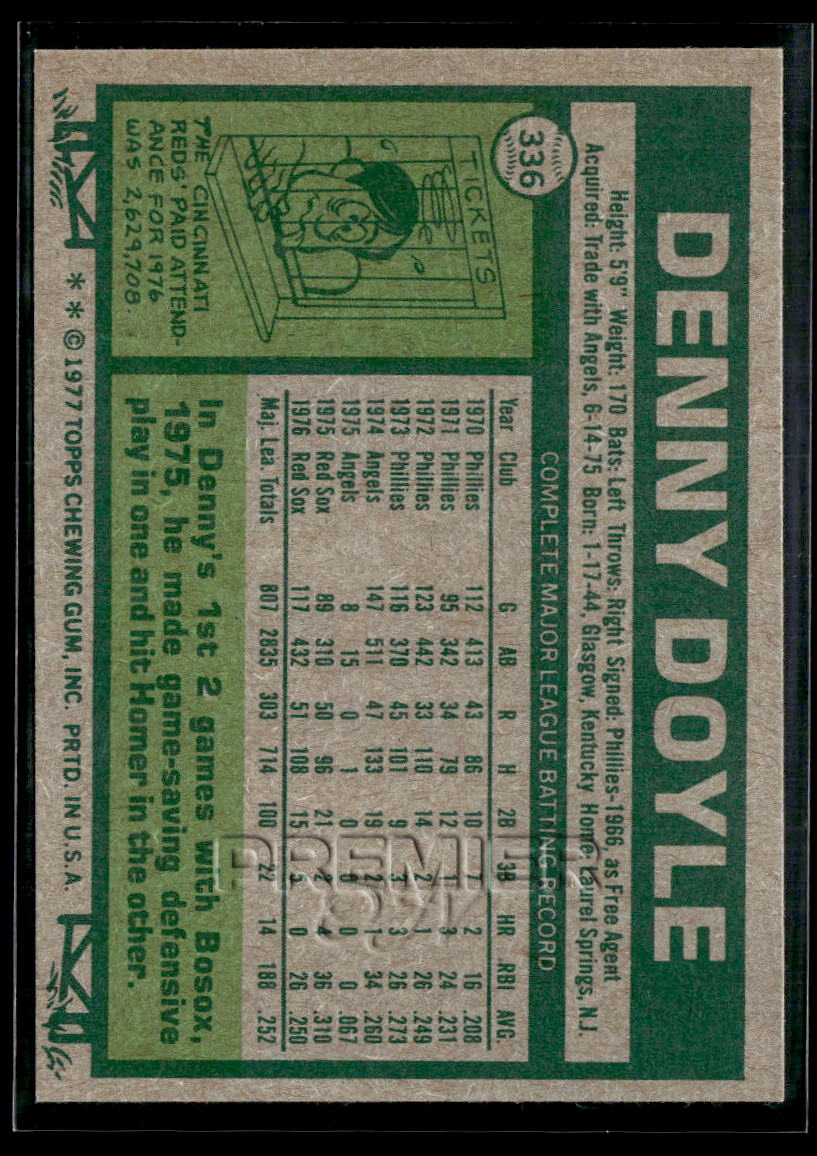 DENNY DOYLE
336
Height: 5'9" Weight: 170 Bats: Left Throws: Right Signed: Phillies-1966, as Free Agent
Acquired: Trade with Angels, 6-14-75 Born: 1-17-44, Glasgow, Kentucky Home: Laurel Springs, N.J.
TICKETS
THE CINCINNATI
REDS' PAID ATTEND-
ANCE FOR 1976
WAS 2,629,708.
COMPLETE MAJOR LEAGUE BATTING RECORD
Year Club G AB R H 2B 3B HR RBI AVG.
1970 Phillies 112 413 43 86 10 7 2 16 .208
1971 Phillies 95 342 34 79 12 1 3 24 .231
1972 Phillies 123 442 33 110 14 2 1 26 .249
1973 Phillies 116 370 45 101 9 3 3 26 .273
1974 Angels 147 511 47 133 19 2 1 34 .260
1975 Angels 8 15 0 1 0 0 0 0 .067
1975 Red Sox 89 310 50 96 21 2 4 36 .310
1976 Red Sox 117 432 51 108 15 5 0 26 .250
Maj. Lea. Totals 807 2835 303 714 100 22 14 188 .252
In Denny's 1st 2 games with Bosox,
1975, he made game-saving defensive
play in one and hit Homer in the other.
* * © 1977 TOPPS CHEWING GUM, INC. PRTD. IN U.S.A.
PREMIER